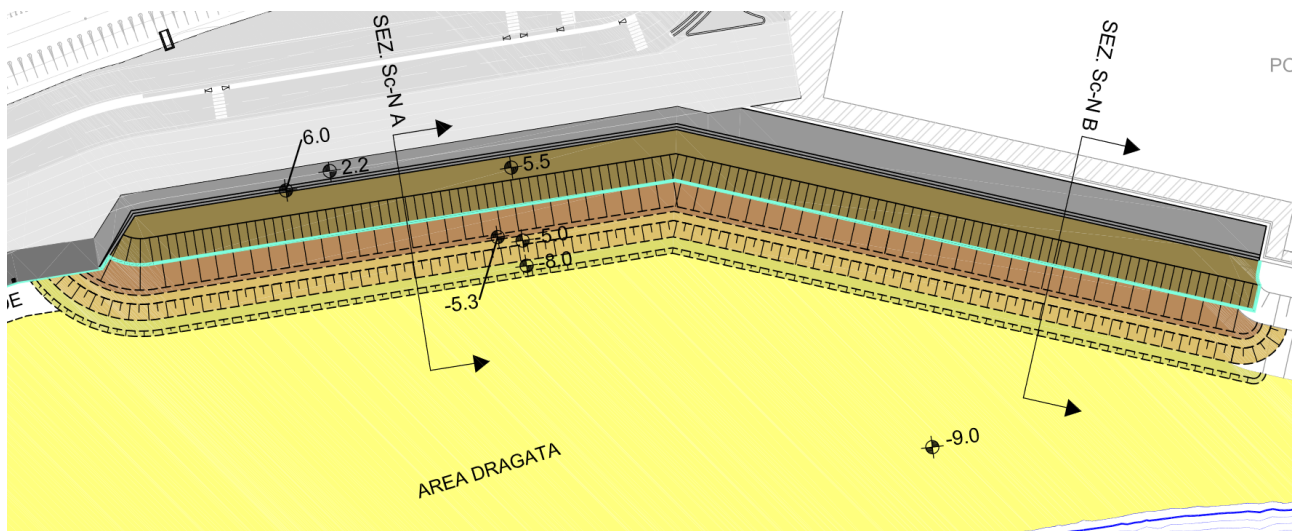 SEZ. Sc-N A
SEZ. Sc-N B
PO
6.0
2.2
5.5
-5.0
-8.0
-5.3
DE
-9.0
AREA DRAGATA